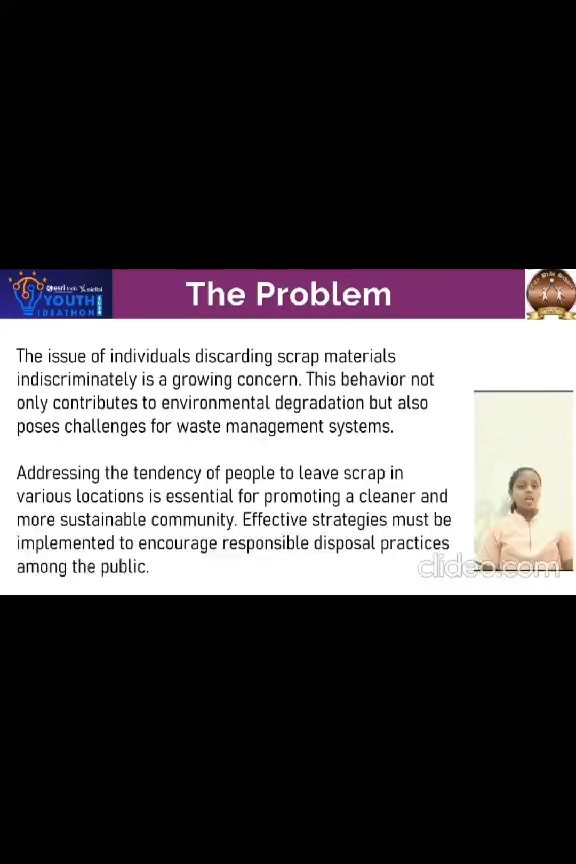 The Problem
esri India
YOUTH
IDEATHON
The issue of individuals discarding scrap materials
indiscriminately is a growing concern. This behavior not
only contributes to environmental degradation but also
poses challenges for waste management systems.
Addressing the tendency of people to leave scrap in
various locations is essential for promoting a cleaner and
more sustainable community. Effective strategies must be
implemented to encourage responsible disposal practices
among the public.
clideo.com